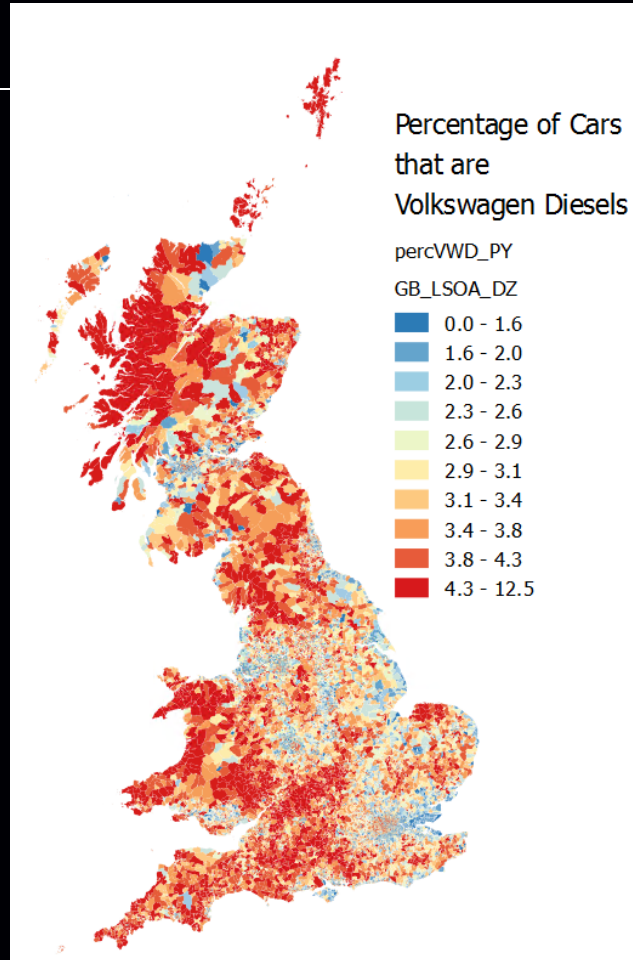 Percentage of Cars
that are
Volkswagen Diesels
percVWD_PY
GB_LSOA_DZ
0.0 - 1.6
1.6 - 2.0
2.0 - 2.3
2.3 - 2.6
2.6 - 2.9
2.9 - 3.1
3.1 - 3.4
3.4 - 3.8
3.8 - 4.3
4.3 - 12.5